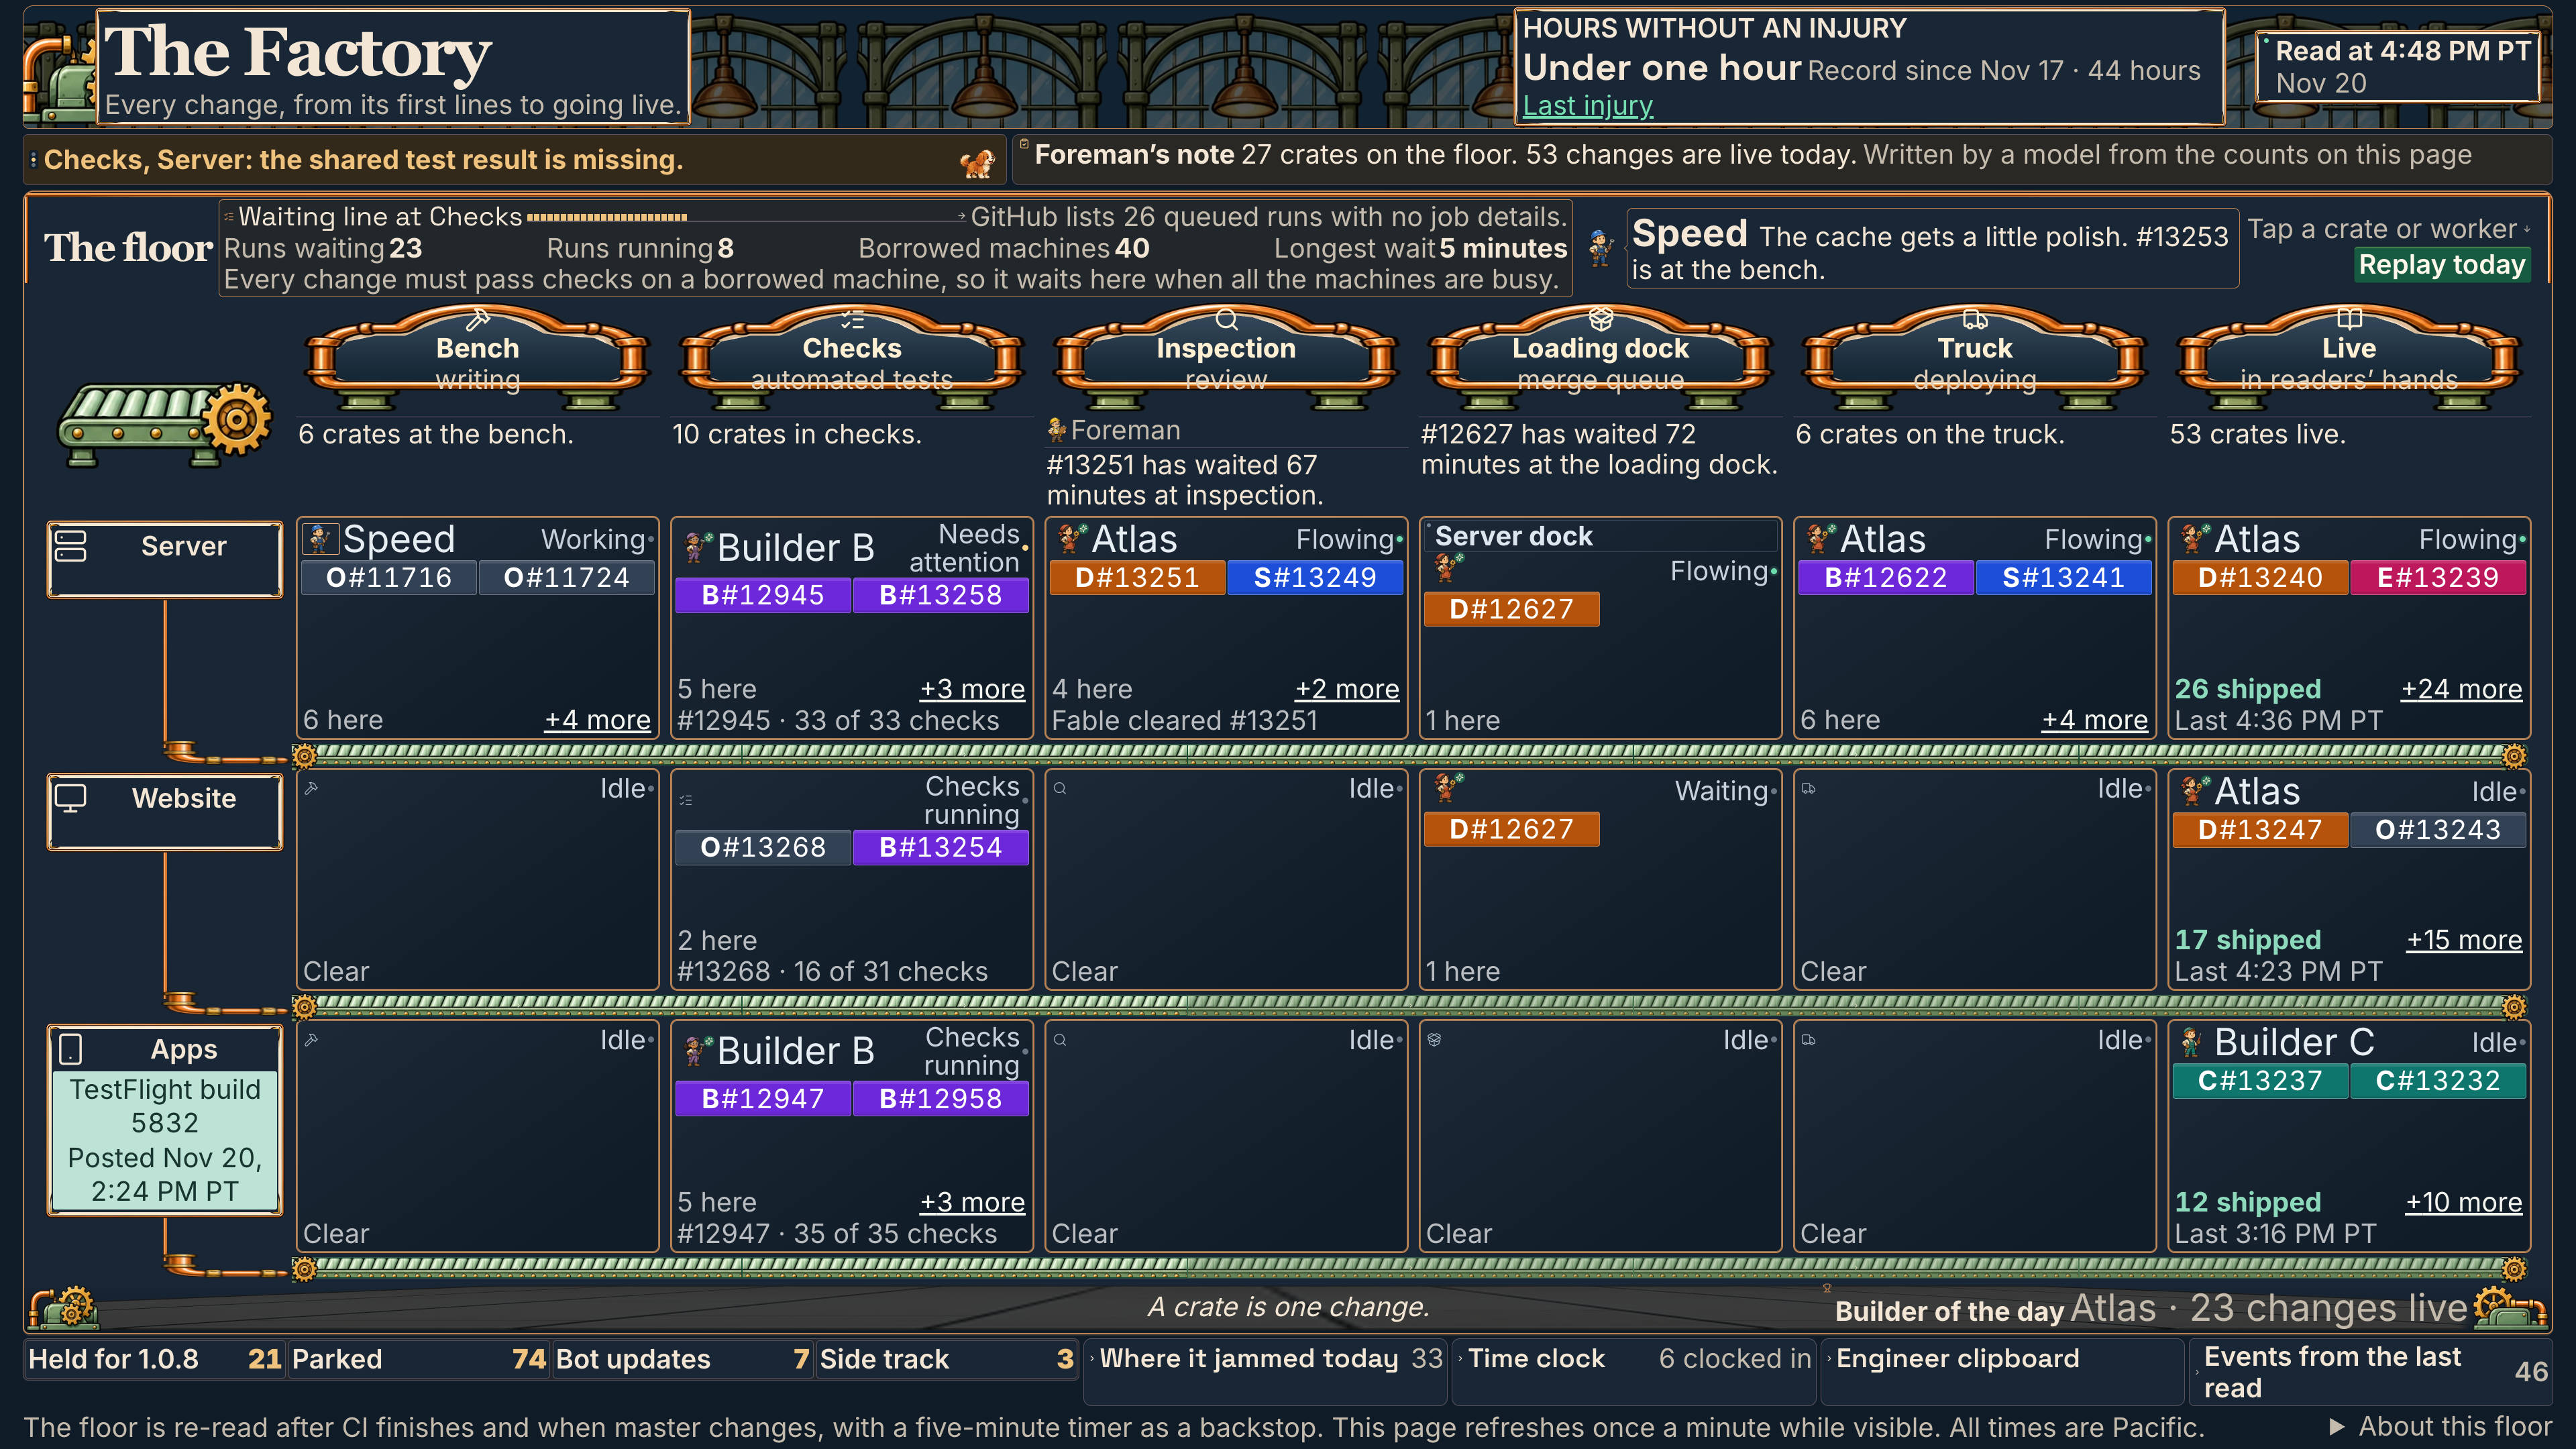 The Factory
Every change, from its first lines to going live.
HOURS WITHOUT AN INJURY
Under one hour Record since Nov 17 · 44 hours
Last injury
Read at 4:48 PM PT
Nov 20
Checks, Server: the shared test result is missing.
Foreman’s note 27 crates on the floor. 53 changes are live today. Written by a model from the counts on this page
The floor
Waiting line at Checks
GitHub lists 26 queued runs with no job details.
Runs waiting 23
Runs running 8
Borrowed machines 40
Longest wait 5 minutes
Every change must pass checks on a borrowed machine, so it waits here when all the machines are busy.
Speed The cache gets a little polish. #13253
is at the bench.
Tap a crate or worker
Replay today
Bench
writing
Checks
automated tests
Inspection
review
Loading dock
merge queue
Truck
deploying
Live
in readers’ hands
6 crates at the bench.
10 crates in checks.
Foreman
#13251 has waited 67
minutes at inspection.
#12627 has waited 72
minutes at the loading dock.
6 crates on the truck.
53 crates live.
Server
Speed
Working
O#11716
O#11724
6 here
+4 more
Builder B
Needs
attention
B#12945
B#13258
5 here
+3 more
#12945 · 33 of 33 checks
Atlas
Flowing
D#13251
S#13249
4 here
+2 more
Fable cleared #13251
Server dock
Flowing
D#12627
1 here
Atlas
Flowing
B#12622
S#13241
6 here
+4 more
Atlas
Flowing
D#13240
E#13239
26 shipped
+24 more
Last 4:36 PM PT
Website
Idle
Clear
Checks
running
O#13268
B#13254
2 here
#13268 · 16 of 31 checks
Idle
Clear
Waiting
D#12627
1 here
Idle
Clear
Atlas
Idle
D#13247
O#13243
17 shipped
+15 more
Last 4:23 PM PT
Apps
TestFlight build
5832
Posted Nov 20,
2:24 PM PT
Idle
Clear
Builder B
Checks
running
B#12947
B#12958
5 here
+3 more
#12947 · 35 of 35 checks
Idle
Clear
Idle
Clear
Idle
Clear
Builder C
Idle
C#13237
C#13232
12 shipped
+10 more
Last 3:16 PM PT
A crate is one change.
Builder of the day Atlas · 23 changes live
Held for 1.0.8 21
Parked 74
Bot updates 7
Side track 3
Where it jammed today 33
Time clock 6 clocked in
Engineer clipboard
Events from the last
read
46
The floor is re-read after CI finishes and when master changes, with a five-minute timer as a backstop. This page refreshes once a minute while visible. All times are Pacific.
About this floor